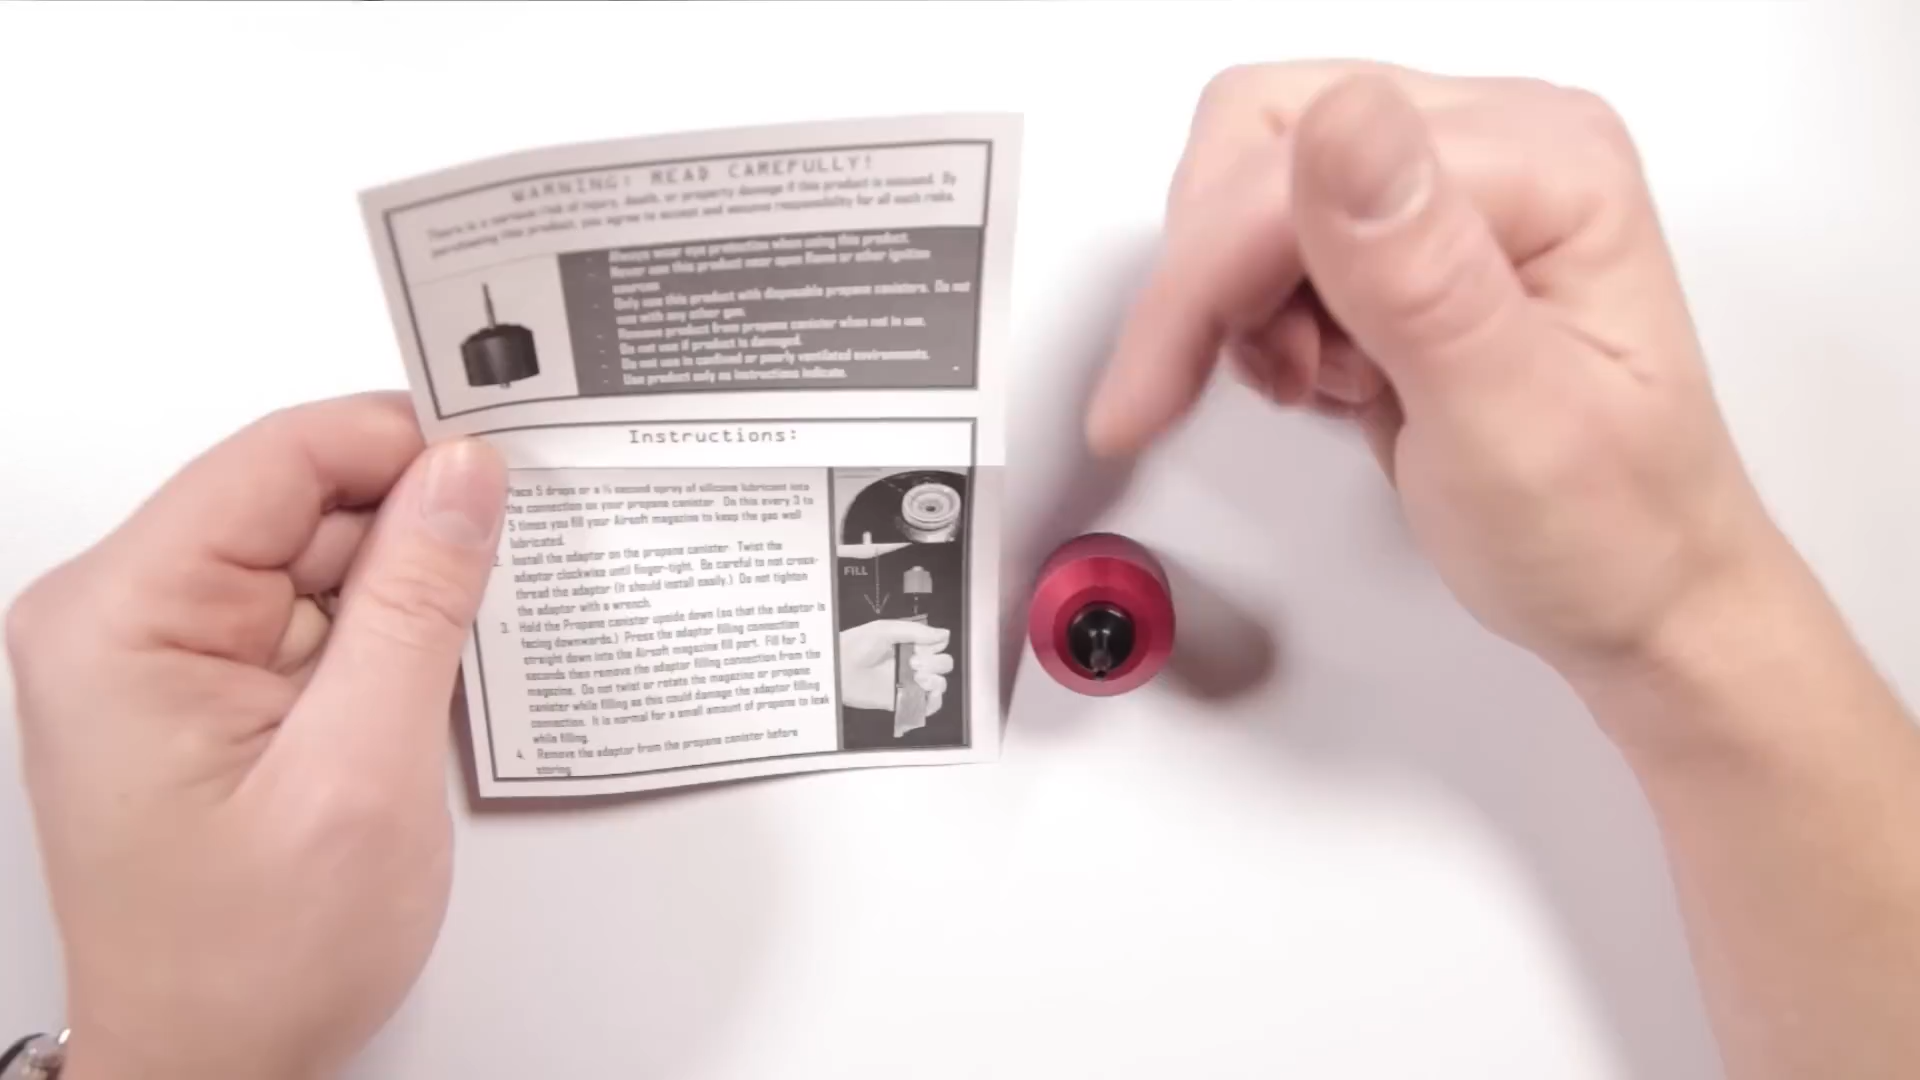 WARNING: READ CAREFULLY!
There is a serious risk of injury, death, or property damage if this product is misused. By
purchasing this product, you agree to accept and assume responsibility for all such risks.
- Always wear eye protection when using this product.
- Never use this product near open flame or other ignition
sources
- Only use this product with disposable propane canisters. Do not
use with any other gas.
- Remove product from propane canister when not in use.
- Do not use if product is damaged.
- Do not use in confined or poorly ventilated environments.
- Use product only as instructions indicate.
Instructions:
Place 5 drops or a ½ second spray of silicone lubricant into
the connection on your propane canister. Do this every 3 to
5 times you fill your Airsoft magazine to keep the gas well
lubricated.
2. Install the adaptor on the propane canister. Twist the
adaptor clockwise until finger-tight. Be careful to not cross-
thread the adaptor (it should install easily.) Do not tighten
the adaptor with a wrench.
3. Hold the Propane canister upside down (so that the adaptor is
facing downwards.) Press the adaptor filling connection
straight down into the Airsoft magazine fill port. Fill for 3
seconds then remove the adaptor filling connection from the
magazine. Do not twist or rotate the magazine or propane
canister while filling as this could damage the adaptor filling
connection. It is normal for a small amount of propane to leak
while filling.
4. Remove the adaptor from the propane canister before
storing.
FILL